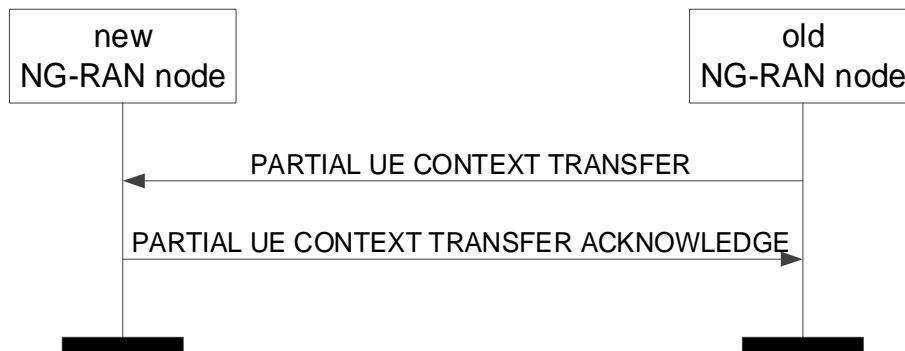 new
NG-RAN node
old
NG-RAN node
PARTIAL UE CONTEXT TRANSFER
PARTIAL UE CONTEXT TRANSFER ACKNOWLEDGE